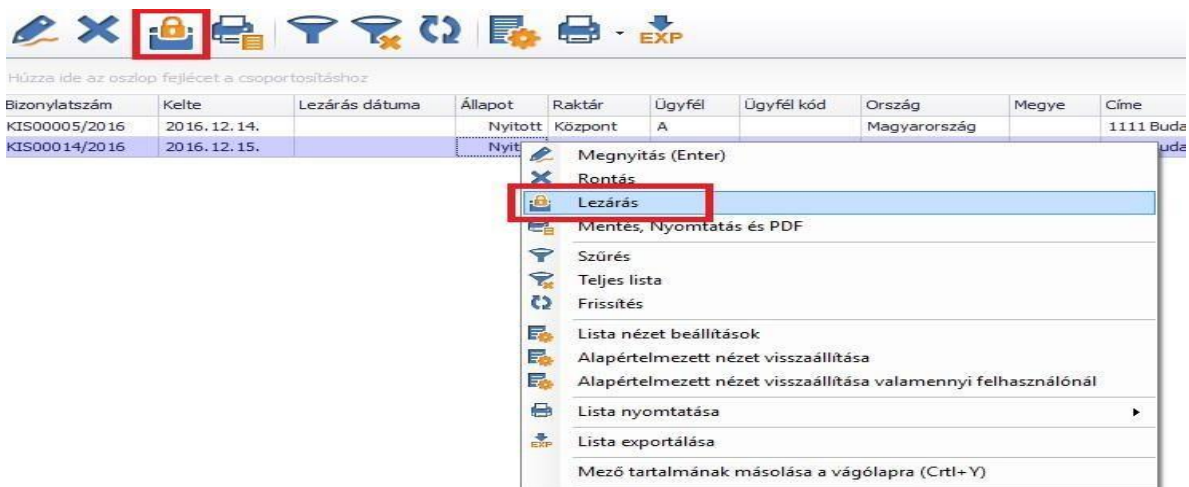 EXP
Húzza ide az oszlop fejlécet a csoportosításhoz
Bizonylatszám Kelte Lezárás dátuma Állapot Raktár Ügyfél Ügyfél kód Ország Megye Címe
KIS00005/2016 2016.12.14. Nyitott Központ A Magyarország 1111 Buda
KIS00014/2016 2016.12.15. Nyit uda
Megnyitás (Enter)
Rontás
Lezárás
Mentés, Nyomtatás és PDF
Szűrés
Teljes lista
Frissítés
Lista nézet beállítások
Alapértelmezett nézet visszaállítása
Alapértelmezett nézet visszaállítása valamennyi felhasználónál
Lista nyomtatása
EXP Lista exportálása
Mező tartalmának másolása a vágólapra (Crtl+Y)